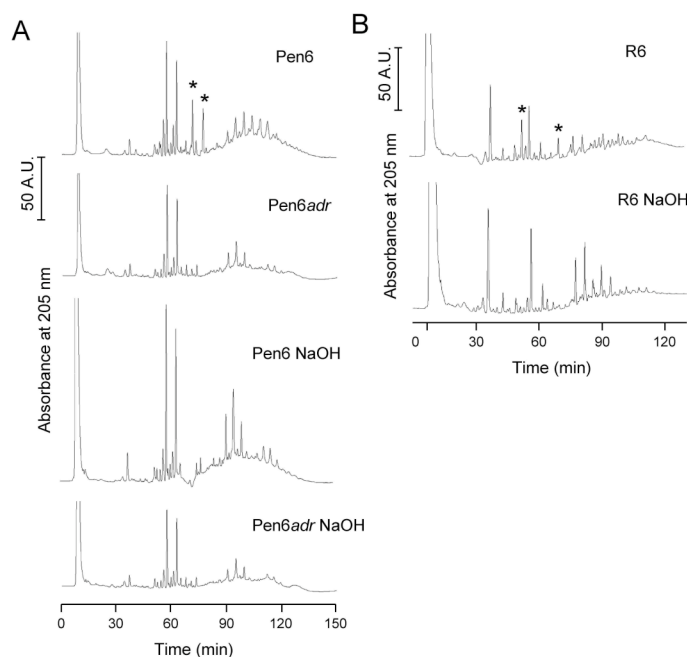 A
Pen6
* *
50 A.U.
Pen6adr
Absorbance at 205 nm
Pen6 NaOH
Pen6adr NaOH
0 30 60 90 120 150
Time (min)
B
R6
50 A.U.
* *
Absorbance at 205 nm
R6 NaOH
0 30 60 90 120
Time (min)